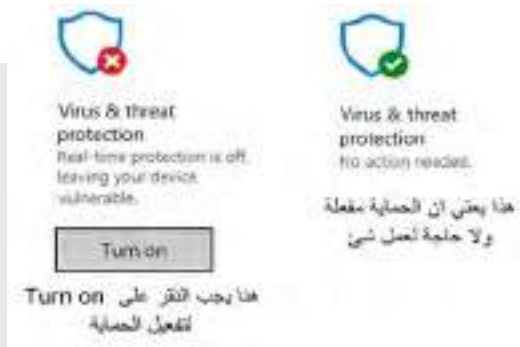 Virus & threat
protection
Real-time protection is off,
leaving your device
vulnerable.
Turn on
هنا يجب النقر على Turn on
لتفعيل الحماية
Virus & threat
protection
No action needed.
هذا يعني ان الحماية مفعلة
ولا حاجة لعمل شئ